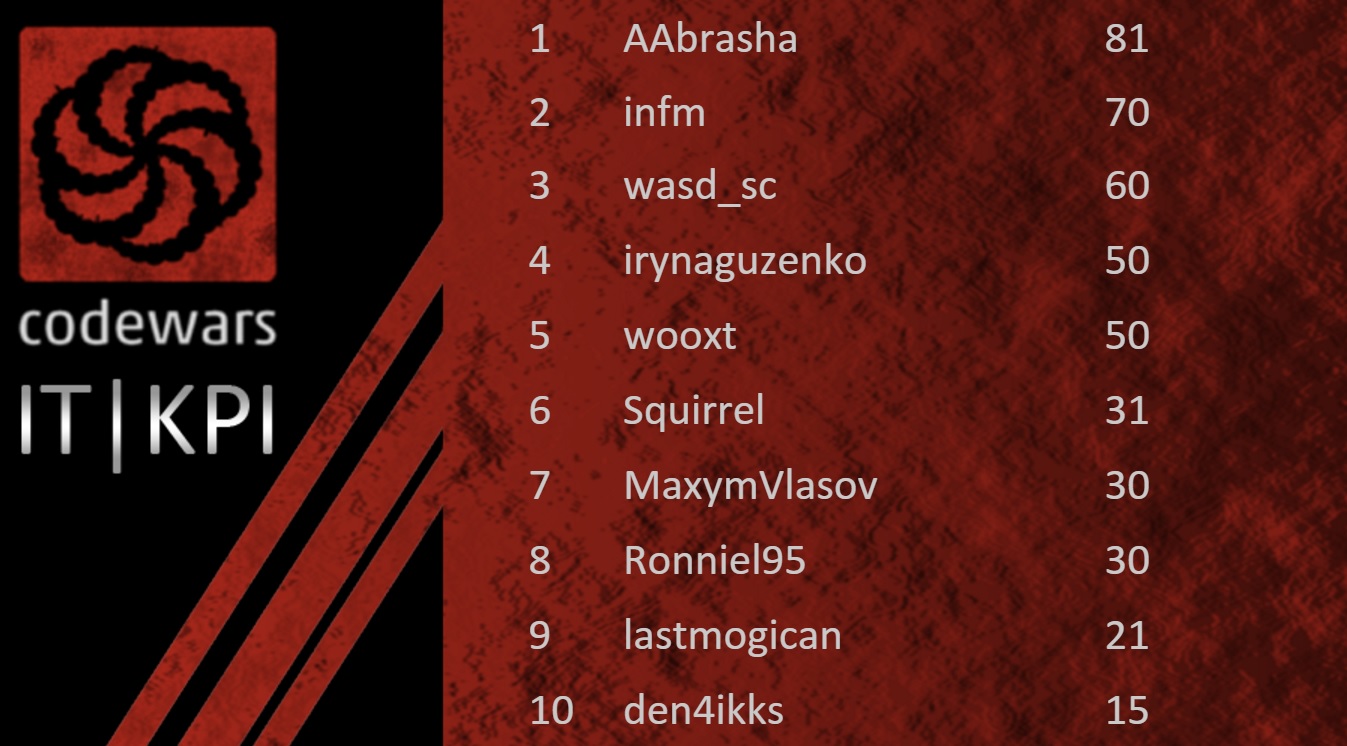 codewars
IT|KPI
1 AAbrasha 81
2 infm 70
3 wasd_sc 60
4 irynaguzenko 50
5 wooxt 50
6 Squirrel 31
7 MaxymVlasov 30
8 Ronniel95 30
9 lastmogican 21
10 den4ikks 15